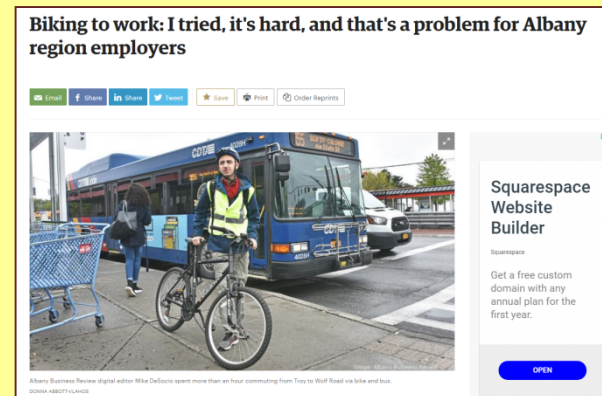 Biking to work: I tried, it's hard, and that's a problem for Albany
region employers
Email
Share
Share
Tweet
Save
Print
Order Reprints
CDTA
4028H
55
4028H
Squarespace
Website
Builder
Squarespace
Get a free custom
domain with any
annual plan for the
first year.
OPEN
Albany Business Review digital editor Mike DeSocio spent more than an hour commuting from Troy to Wolf Road via bike and bus.
DONNA ABBOTT-VLAHOS